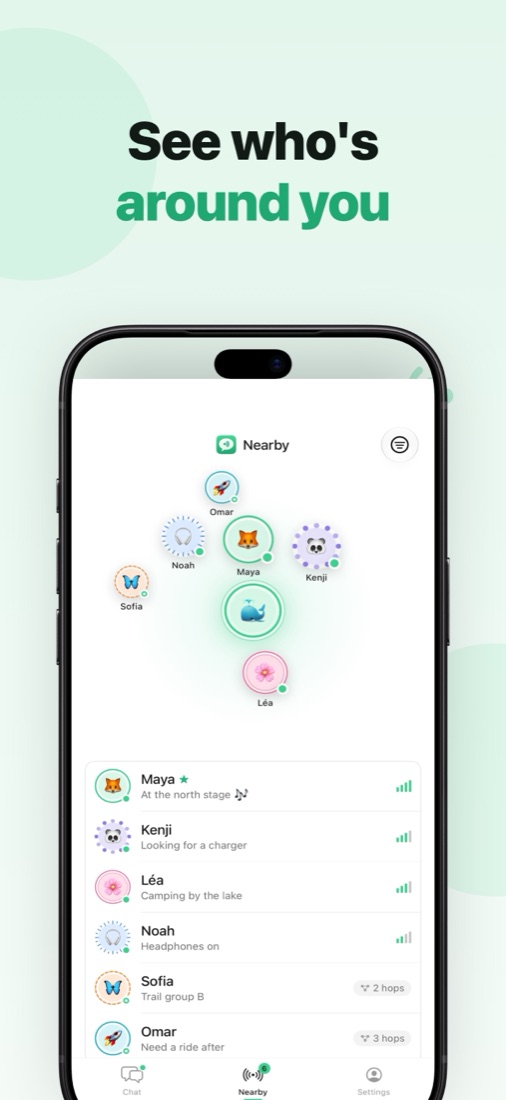 See who's
around you
Nearby
Omar
Noah
Maya
Kenji
Sofia
Léa
Maya
At the north stage
Kenji
Looking for a charger
Léa
Camping by the lake
Noah
Headphones on
Sofia
Trail group B
2 hops
Omar
Need a ride after
3 hops
6
Chat
Nearby
Settings